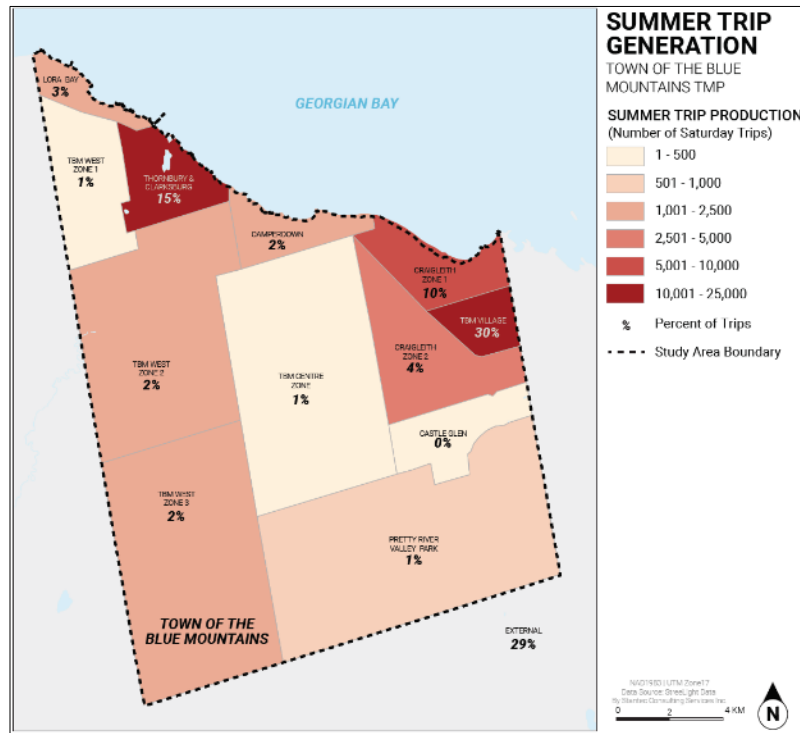 SUMMER TRIP
GENERATION
TOWN OF THE BLUE
MOUNTAINS TMP
SUMMER TRIP PRODUCTION
(Number of Saturday Trips)
1 - 500
501 - 1,000
1,001 - 2,500
2,501 - 5,000
5,001 - 10,000
10,001 - 25,000
% Percent of Trips
Study Area Boundary
GEORGIAN BAY
LORA BAY
3%
TBM WEST
ZONE 1
1%
THORNBURY &
CLARKSBURG
15%
CAMPERDOWN
2%
CRAIGLEITH
ZONE 1
10%
TBM VILLAGE
30%
CRAIGLEITH
ZONE 2
4%
TBM WEST
ZONE 2
2%
TBM CENTRE
ZONE
1%
CASTLE GLEN
0%
TBM WEST
ZONE 3
2%
PRETTY RIVER
VALLEY PARK
1%
TOWN OF THE
BLUE MOUNTAINS
EXTERNAL
29%
NAD1983 | UTM Zone17
Data Source: StreetLight Data
By Stantec Consulting Services Inc.
0 2 4 KM
N